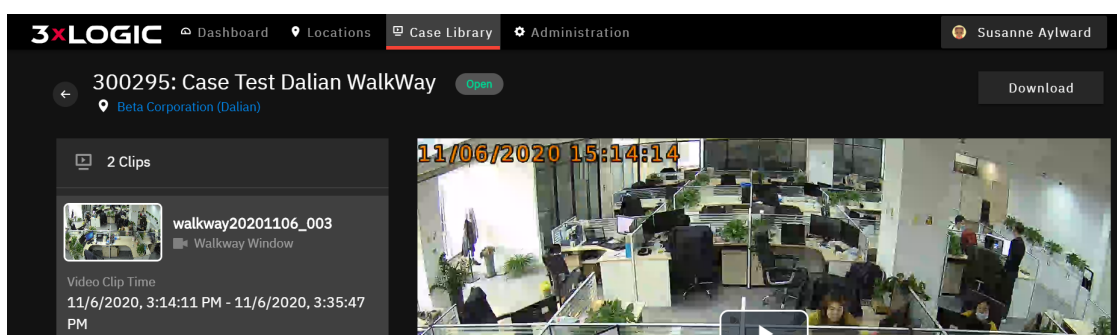 3xLOGIC Dashboard Locations Case Library Administration Susanne Aylward
300295: Case Test Dalian WalkWay Open
Beta Corporation (Dalian)
Download
2 Clips
11/06/2020 15:14:14
walkway20201106_003
Walkway Window
Video Clip Time
11/6/2020, 3:14:11 PM - 11/6/2020, 3:35:47
PM